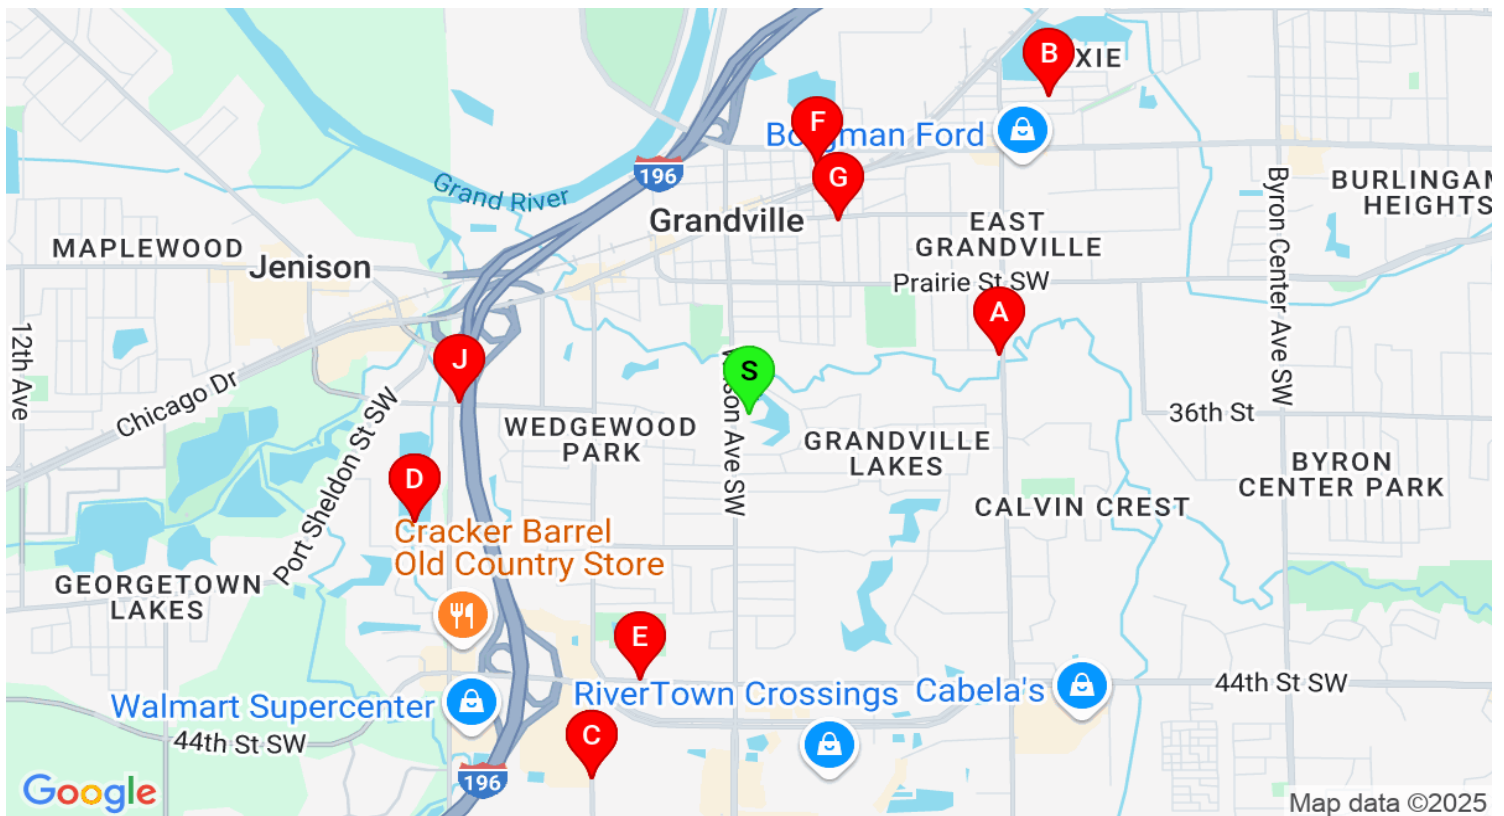 B
XIE
F
Borgman Ford
196
G
Grand River
Grandville
EAST
GRANDVILLE
Byron Center Ave SW
BURLINGAM
HEIGHTS
MAPLEWOOD
Jenison
Prairie St SW
A
12th Ave
J
S
Wilson Ave SW
Chicago Dr
Port Sheldon St SW
WEDGEWOOD
PARK
GRANDVILLE
LAKES
36th St
BYRON
CENTER PARK
D
CALVIN CREST
Cracker Barrel
Old Country Store
GEORGETOWN
LAKES
E
RiverTown Crossings
Cabela's
44th St SW
Walmart Supercenter
44th St SW
C
196
Google
Map data ©2025